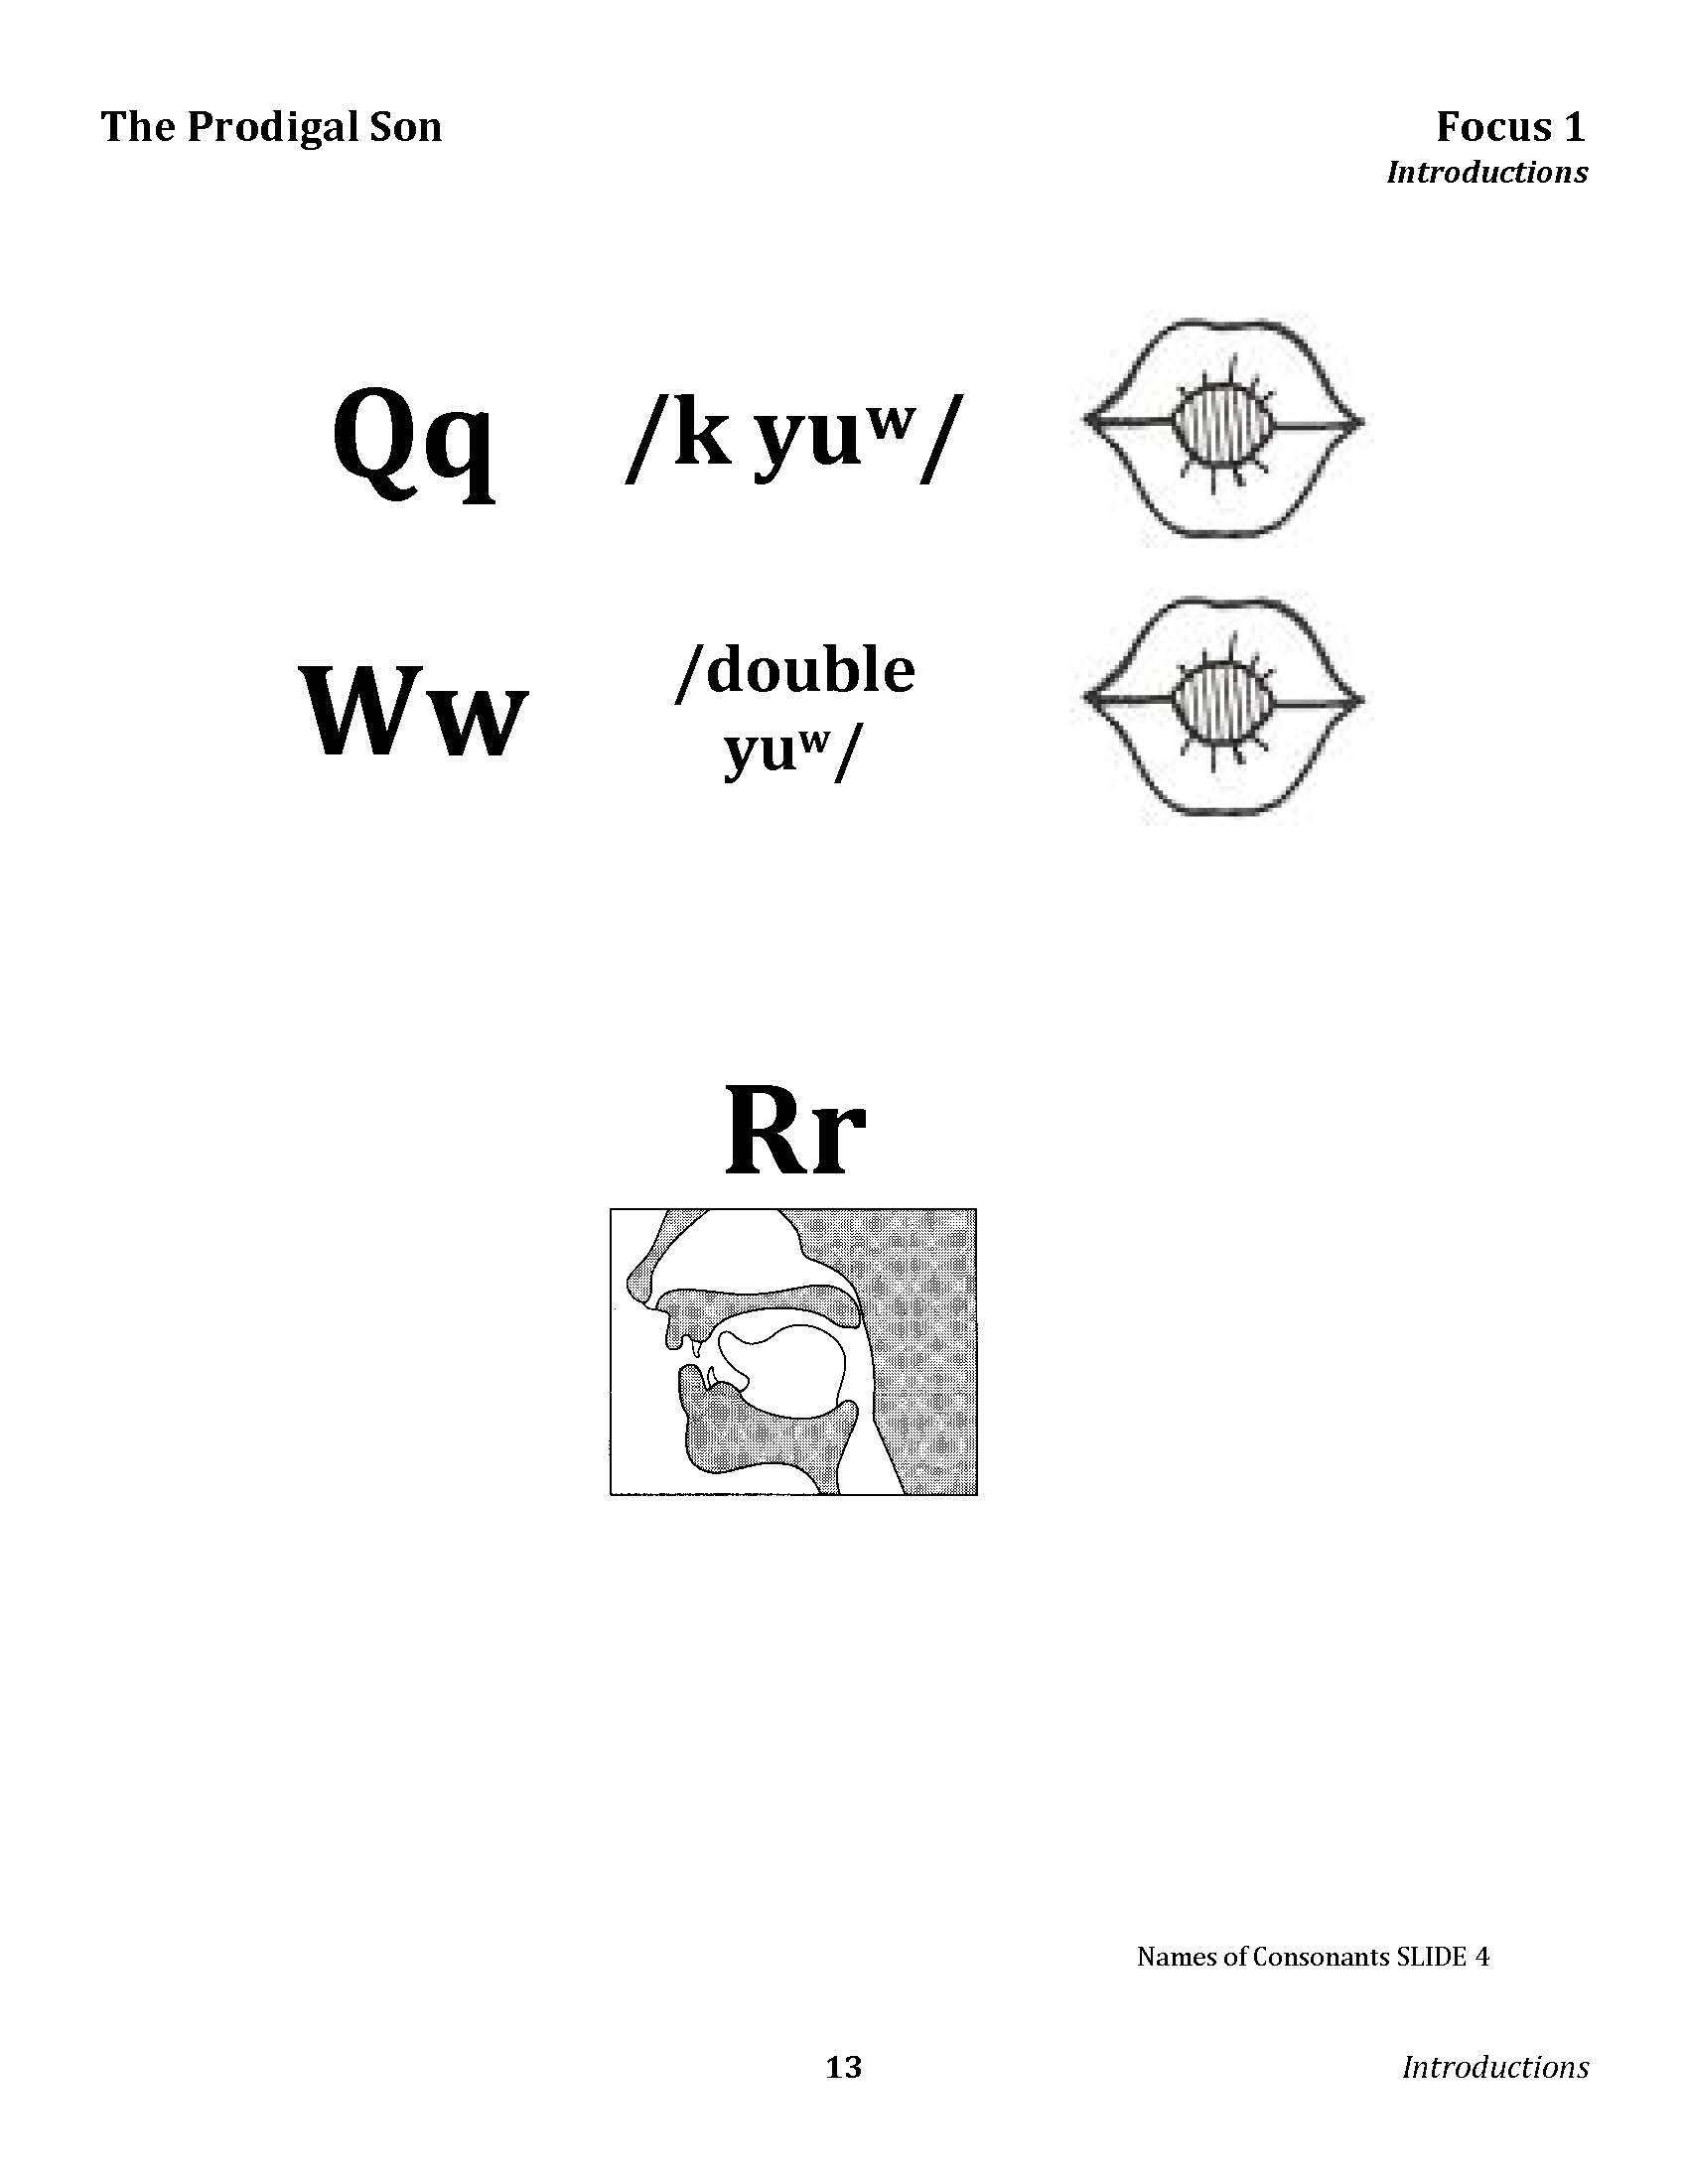 The Prodigal Son
Focus 1
Introductions
Qq /k yuʷ/
Ww /double
yuʷ/
Rr
Names of Consonants SLIDE 4
13
Introductions